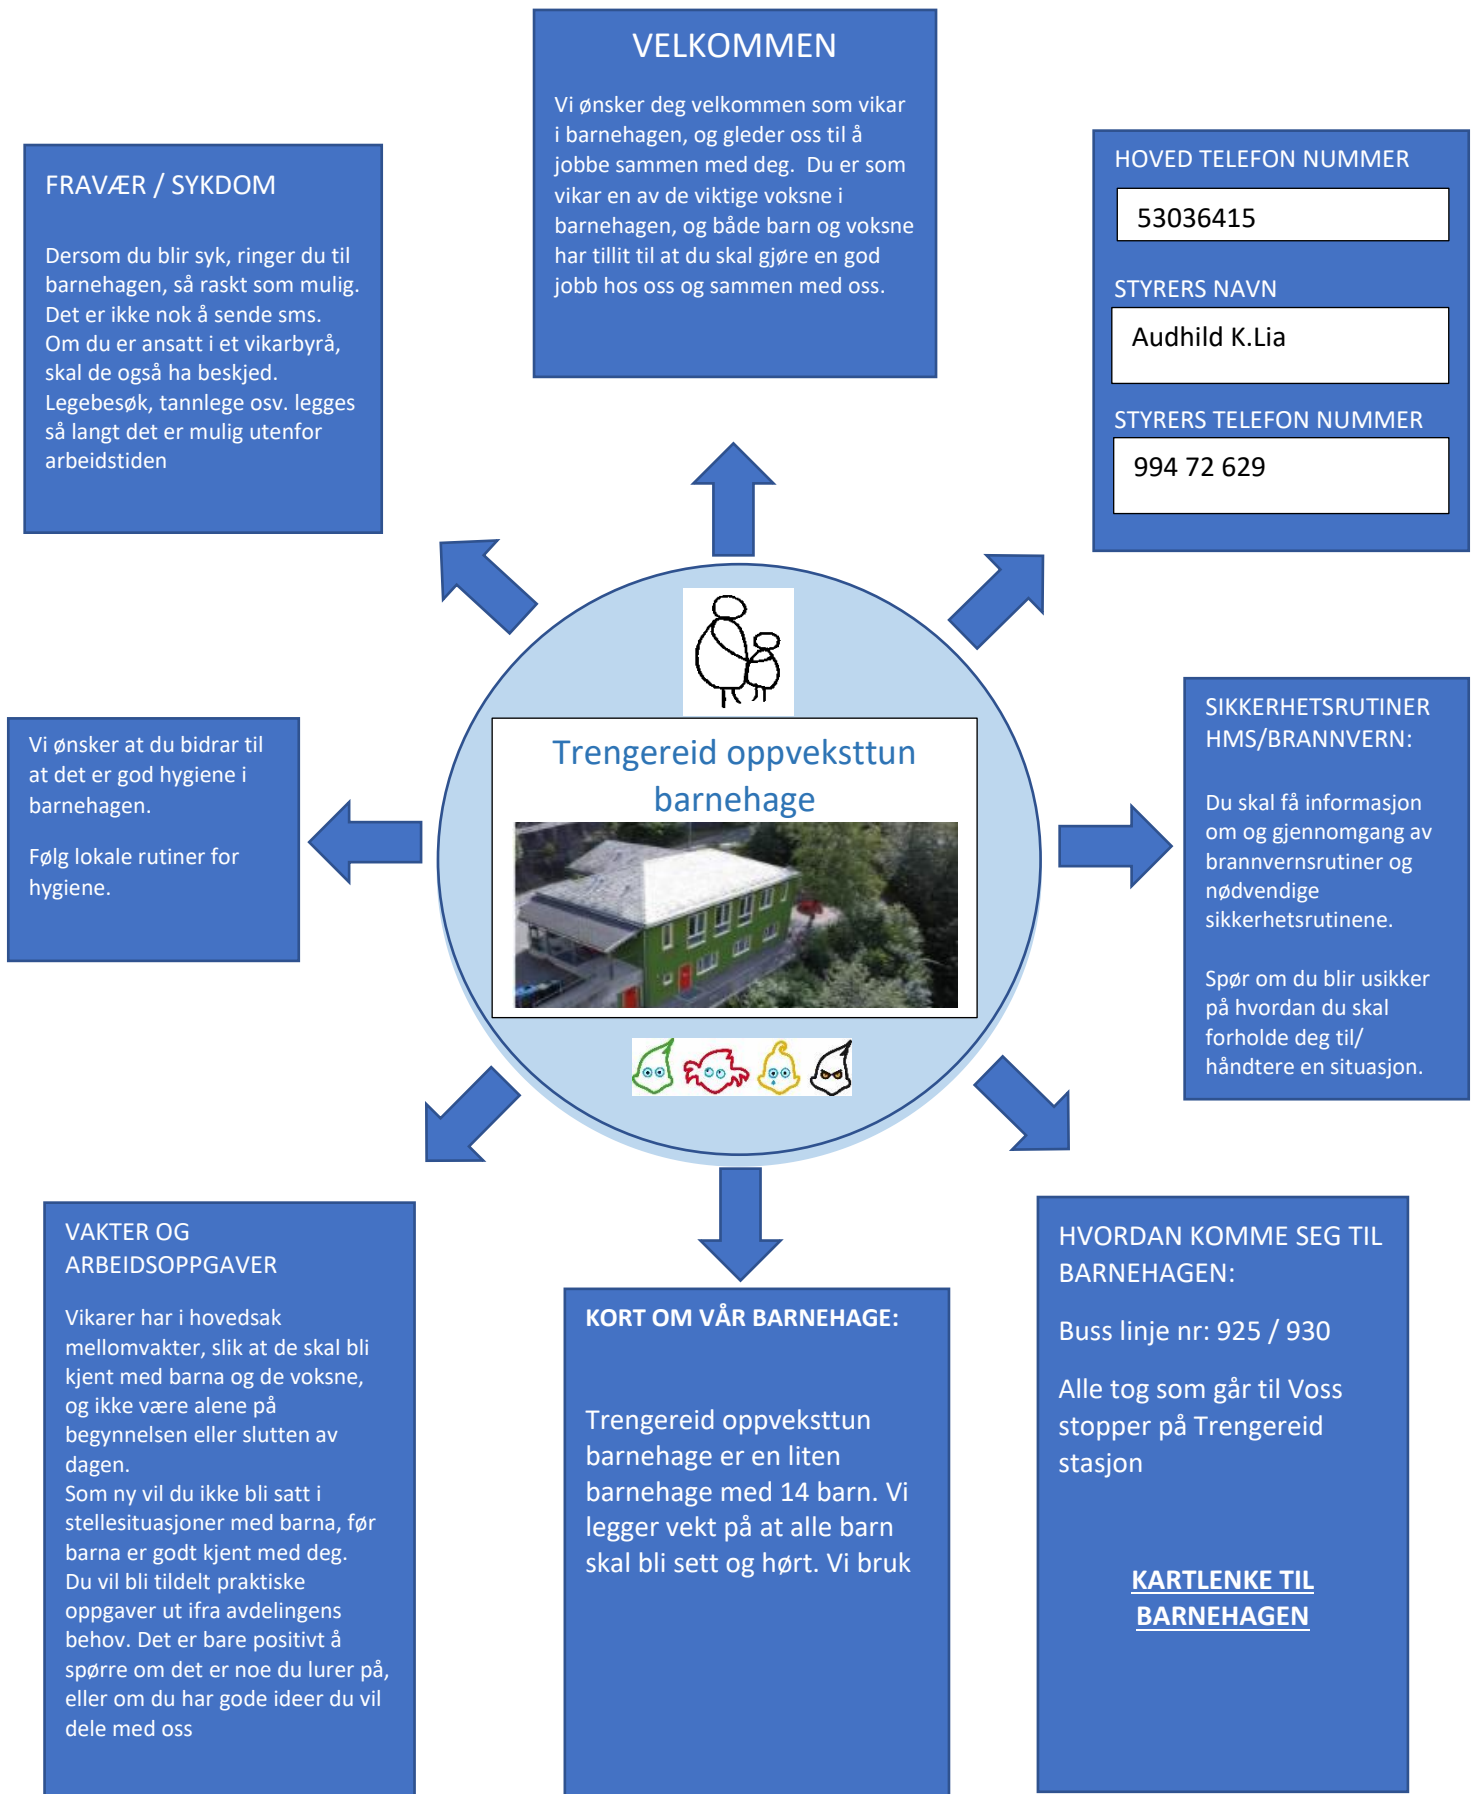 VELKOMMEN
Vi ønsker deg velkommen som vikar
i barnehagen, og gleder oss til å
jobbe sammen med deg.  Du er som
vikar en av de viktige voksne i
barnehagen, og både barn og voksne
har tillit til at du skal gjøre en god
jobb hos oss og sammen med oss.
FRAVÆR / SYKDOM
Dersom du blir syk, ringer du til
barnehagen, så raskt som mulig.
Det er ikke nok å sende sms.
Om du er ansatt i et vikarbyrå,
skal de også ha beskjed.
Legebesøk, tannlege osv. legges
så langt det er mulig utenfor
arbeidstiden
HOVED TELEFON NUMMER
53036415
STYRERS NAVN
Audhild K.Lia
STYRERS TELEFON NUMMER
994 72 629
Vi ønsker at du bidrar til
at det er god hygiene i
barnehagen.
Følg lokale rutiner for
hygiene.
Trengereid oppveksttun
barnehage
SIKKERHETSRUTINER
HMS/BRANNVERN:
Du skal få informasjon
om og gjennomgang av
brannvernsrutiner og
nødvendige
sikkerhetsrutinene.
Spør om du blir usikker
på hvordan du skal
forholde deg til/
håndtere en situasjon.
VAKTER OG
ARBEIDSOPPGAVER
Vikarer har i hovedsak
mellomvakter, slik at de skal bli
kjent med barna og de voksne,
og ikke være alene på
begynnelsen eller slutten av
dagen.
Som ny vil du ikke bli satt i
stellesituasjoner med barna, før
barna er godt kjent med deg.
Du vil bli tildelt praktiske
oppgaver ut ifra avdelingens
behov. Det er bare positivt å
spørre om det er noe du lurer på,
eller om du har gode ideer du vil
dele med oss
KORT OM VÅR BARNEHAGE:
Trengereid oppveksttun
barnehage er en liten
barnehage med 14 barn. Vi
legger vekt på at alle barn
skal bli sett og hørt. Vi bruk
HVORDAN KOMME SEG TIL
BARNEHAGEN:
Buss linje nr: 925 / 930
Alle tog som går til Voss
stopper på Trengereid
stasjon
KARTLENKE TIL
BARNEHAGEN